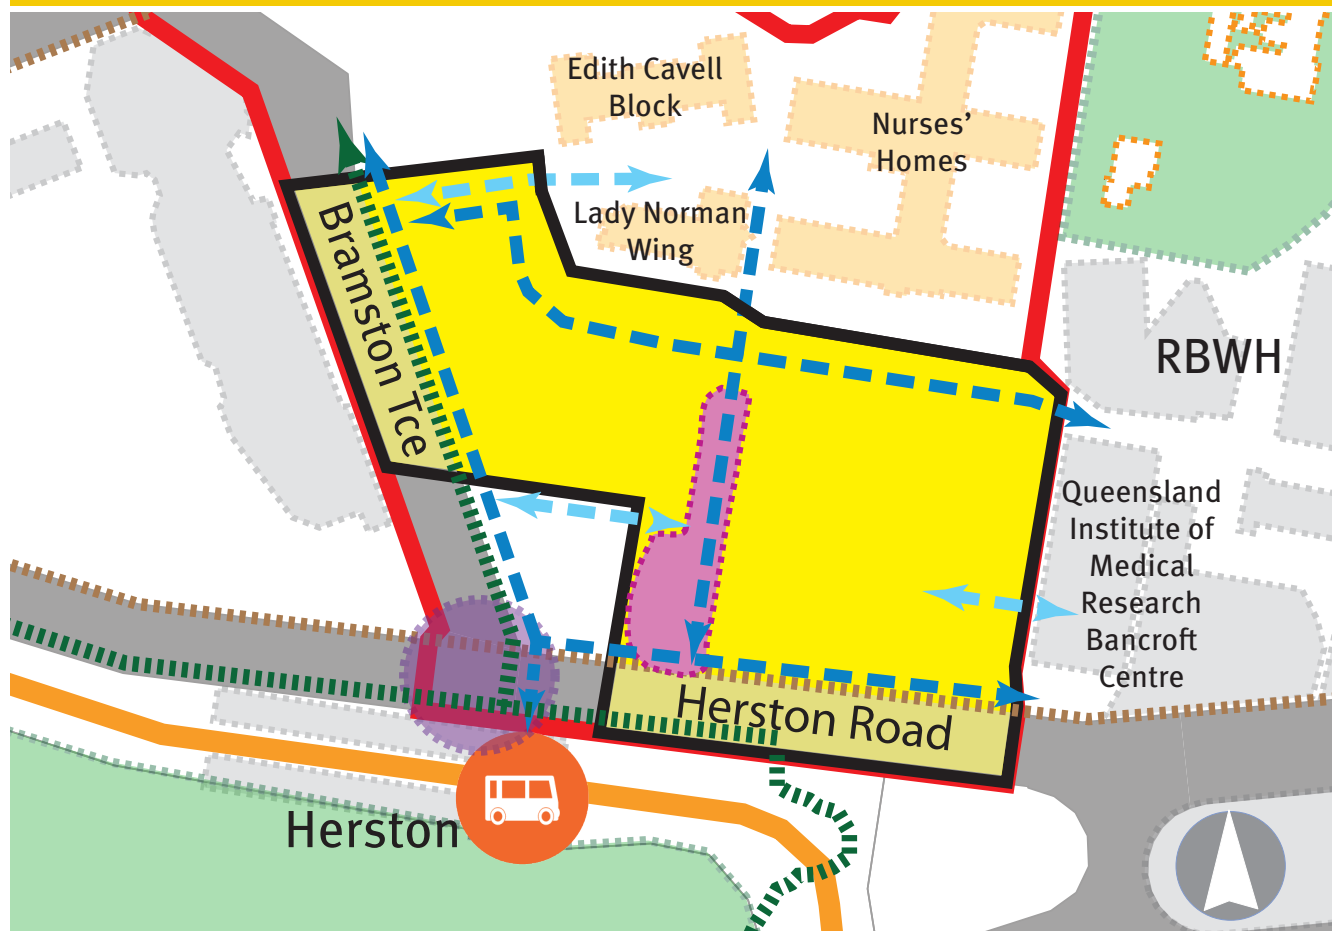 Edith Cavell
Block
Nurses’
Homes
Lady Norman
Wing
Bramston Tce
RBWH
Queensland
Institute of
Medical
Research
Bancroft
Centre
Herston Road
Herston